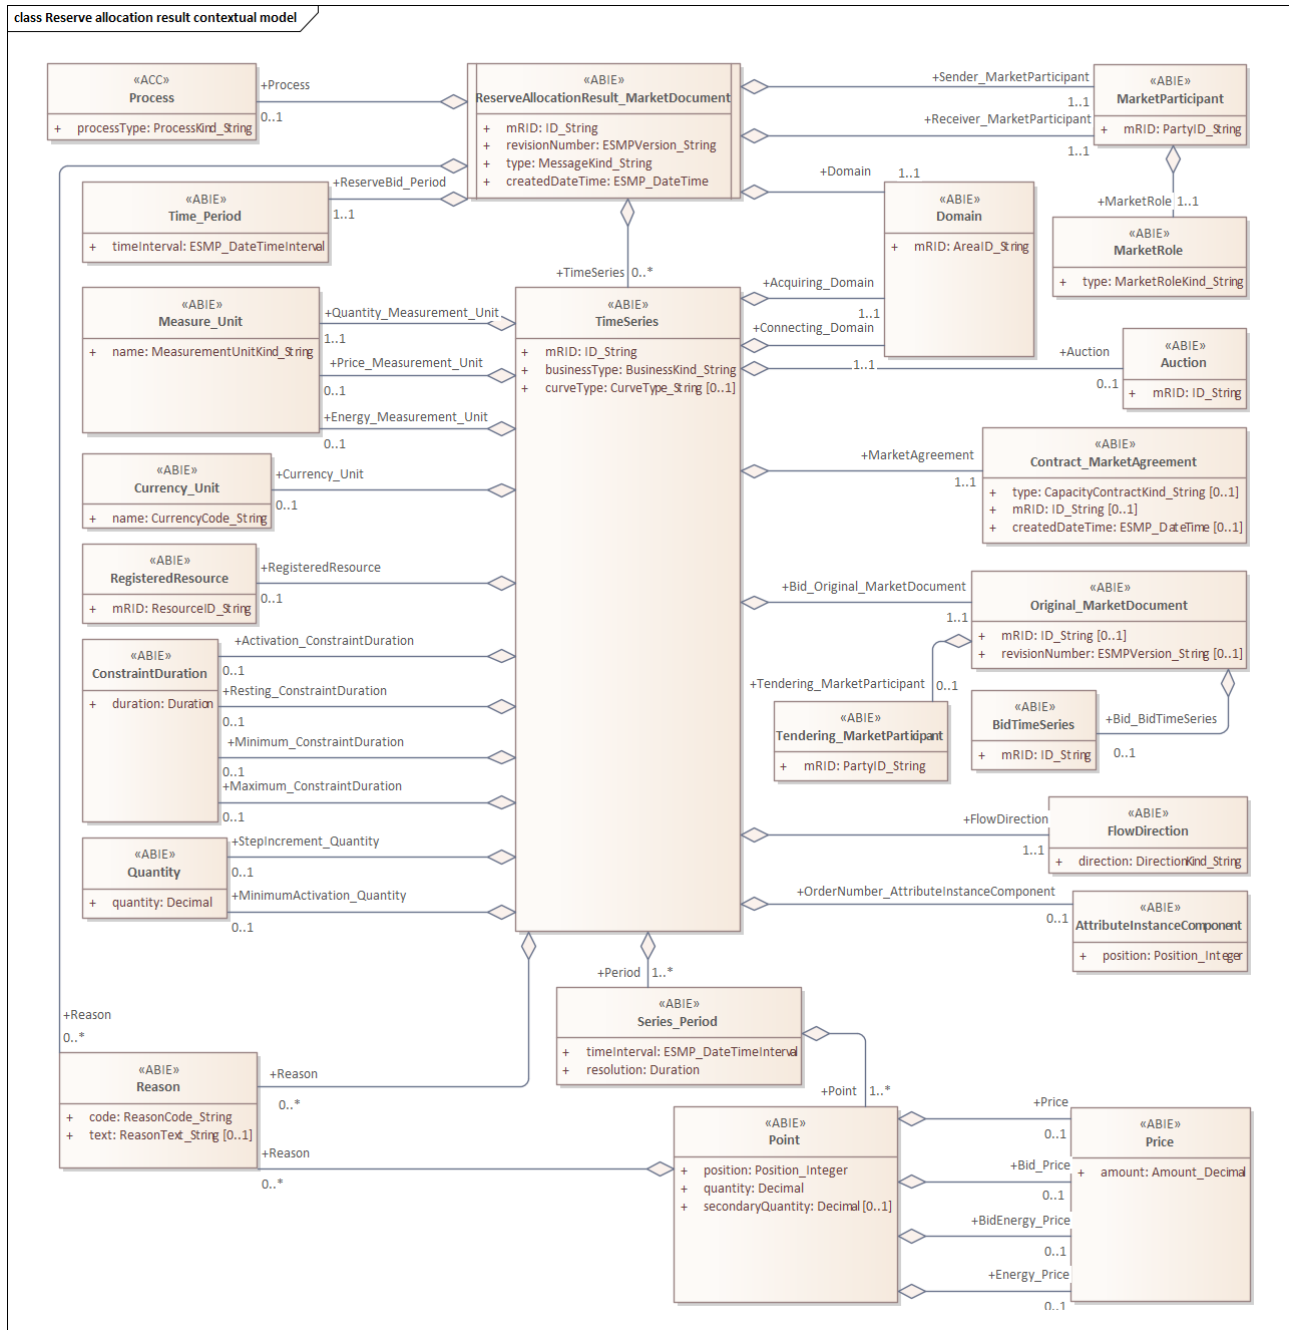 class Reserve allocation result contextual model
«ACC»
Process
+ processType: ProcessKind_String
+Process
0..1
«ABIE»
ReserveAllocationResult_MarketDocument
+ mRID: ID_String
+ revisionNumber: ESMPVersion_String
+ type: MessageKind_String
+ createdDateTime: ESMP_DateTime
+Sender_MarketParticipant
1..1
+Receiver_MarketParticipant
1..1
«ABIE»
MarketParticipant
+ mRID: PartyID_String
+MarketRole 1..1
«ABIE»
MarketRole
+ type: MarketRoleKind_String
+ReserveBid_Period
1..1
«ABIE»
Time_Period
+ timeInterval: ESMP_DateTimeInterval
+Domain
1..1
«ABIE»
Domain
+ mRID: AreaID_String
+TimeSeries 0..*
+Acquiring_Domain
1..1
+Connecting_Domain
1..1
«ABIE»
Measure_Unit
+ name: MeasurementUnitKind_String
+Quantity_Measurement_Unit
1..1
+Price_Measurement_Unit
0..1
+Energy_Measurement_Unit
0..1
«ABIE»
TimeSeries
+ mRID: ID_String
+ businessType: BusinessKind_String
+ curveType: CurveType_String [0..1]
+Auction
0..1
«ABIE»
Auction
+ mRID: ID_String
«ABIE»
Currency_Unit
+ name: CurrencyCode_String
+Currency_Unit
0..1
+MarketAgreement
1..1
«ABIE»
Contract_MarketAgreement
+ type: CapacityContractKind_String [0..1]
+ mRID: ID_String [0..1]
+ createdDateTime: ESMP_DateTime [0..1]
«ABIE»
RegisteredResource
+ mRID: ResourceID_String
+RegisteredResource
0..1
+Bid_Original_MarketDocument
1..1
«ABIE»
Original_MarketDocument
+ mRID: ID_String [0..1]
+ revisionNumber: ESMPVersion_String [0..1]
«ABIE»
ConstraintDuration
+ duration: Duration
+Activation_ConstraintDuration
0..1
+Resting_ConstraintDuration
0..1
+Minimum_ConstraintDuration
0..1
+Maximum_ConstraintDuration
0..1
+Tendering_MarketParticipant
0..1
«ABIE»
Tendering_MarketParticipant
+ mRID: PartyID_String
«ABIE»
BidTimeSeries
+ mRID: ID_String
+Bid_BidTimeSeries
0..1
«ABIE»
Quantity
+ quantity: Decimal
+StepIncrement_Quantity
0..1
+MinimumActivation_Quantity
0..1
+FlowDirection
1..1
«ABIE»
FlowDirection
+ direction: DirectionKind_String
+OrderNumber_AttributeInstanceComponent
0..1
«ABIE»
AttributeInstanceComponent
+ position: Position_Integer
+Period 1..*
«ABIE»
Series_Period
+ timeInterval: ESMP_DateTimeInterval
+ resolution: Duration
+Reason
0..*
«ABIE»
Reason
+ code: ReasonCode_String
+ text: ReasonText_String [0..1]
+Reason
0..*
+Reason
0..*
+Point 1..*
«ABIE»
Point
+ position: Position_Integer
+ quantity: Decimal
+ secondaryQuantity: Decimal [0..1]
+Price
0..1
+Bid_Price
0..1
+BidEnergy_Price
0..1
+Energy_Price
0..1
«ABIE»
Price
+ amount: Amount_Decimal